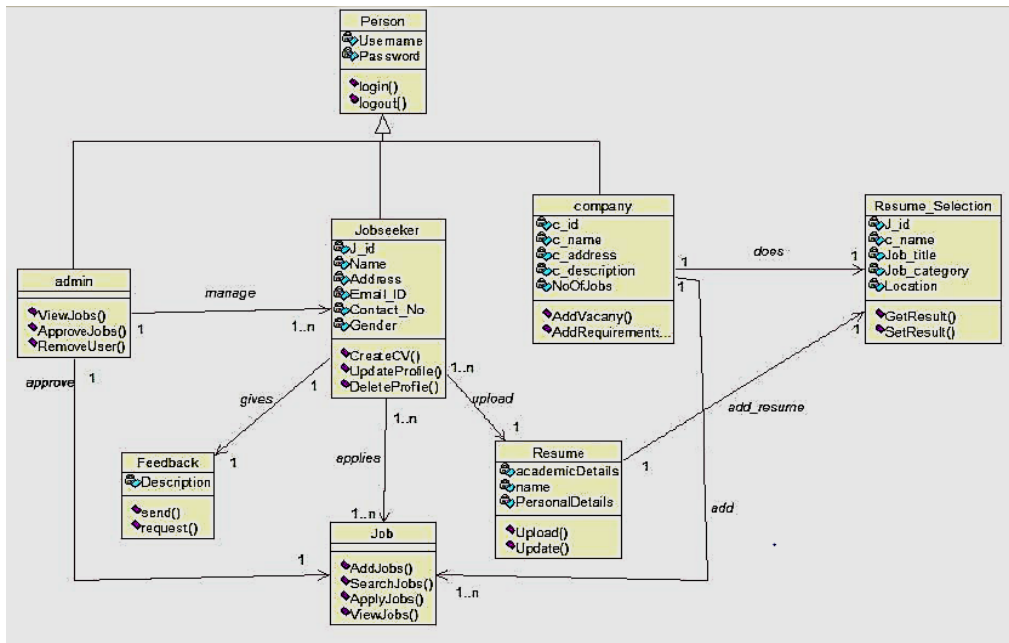 Person
Username
Password
login()
logout()
company
c_id
c_name
c_address
c_description
NoOfJobs
AddVacany()
AddRequirements...
Resume_Selection
J_id
c_name
Job_title
Job_category
Location
GetResult()
SetResult()
Jobseeker
J_id
Name
Address
Email_ID
Contact_No
Gender
CreateCV()
UpdateProfile()
DeleteProfile()
admin
ViewJobs()
ApproveJobs()
RemoveUser()
manage
1
1..n
does
1
1
1
1
approve
1
gives
1
1
1..n
upload
1
1..n
applies
1..n
add_resume
1
add
Feedback
Description
send()
request()
Resume
academicDetails
name
PersonalDetails
Upload()
Update()
Job
AddJobs()
SearchJobs()
ApplyJobs()
ViewJobs()
1
1..n